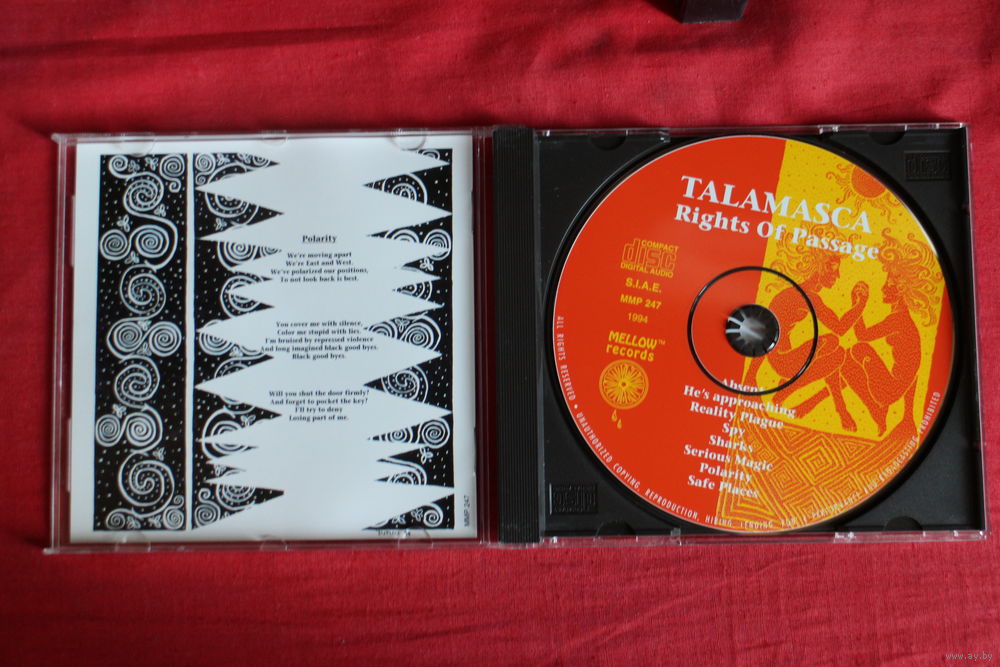 Polarity
We're moving apart
We're East and West.
We've polarized our positions,
To not look back is best.
You cover me with silence,
Color me stupid with lies.
I'm bruised by repressed violence
And long imagined black good byes.
Black good byes.
Will you shut the door firmly?
And forget to pocket the key?
I'll try to deny
Losing part of me.
MMP 247
TALAMASCA
Rights Of Passage
COMPACT
disc
DIGITAL AUDIO
S.I.A.E.
MMP 247
1994
MELLOW™
records
Absent
He's approaching
Reality Plague
Spy
Sharks
Serious Magic
Polarity
Safe Places
ALL RIGHTS RESERVED • UNAUTHORIZED COPYING, REPRODUCTION, HIRING, LENDING, PUBLIC PERFORMANCE AND BROADCASTING PROHIBITED
www.ay.by